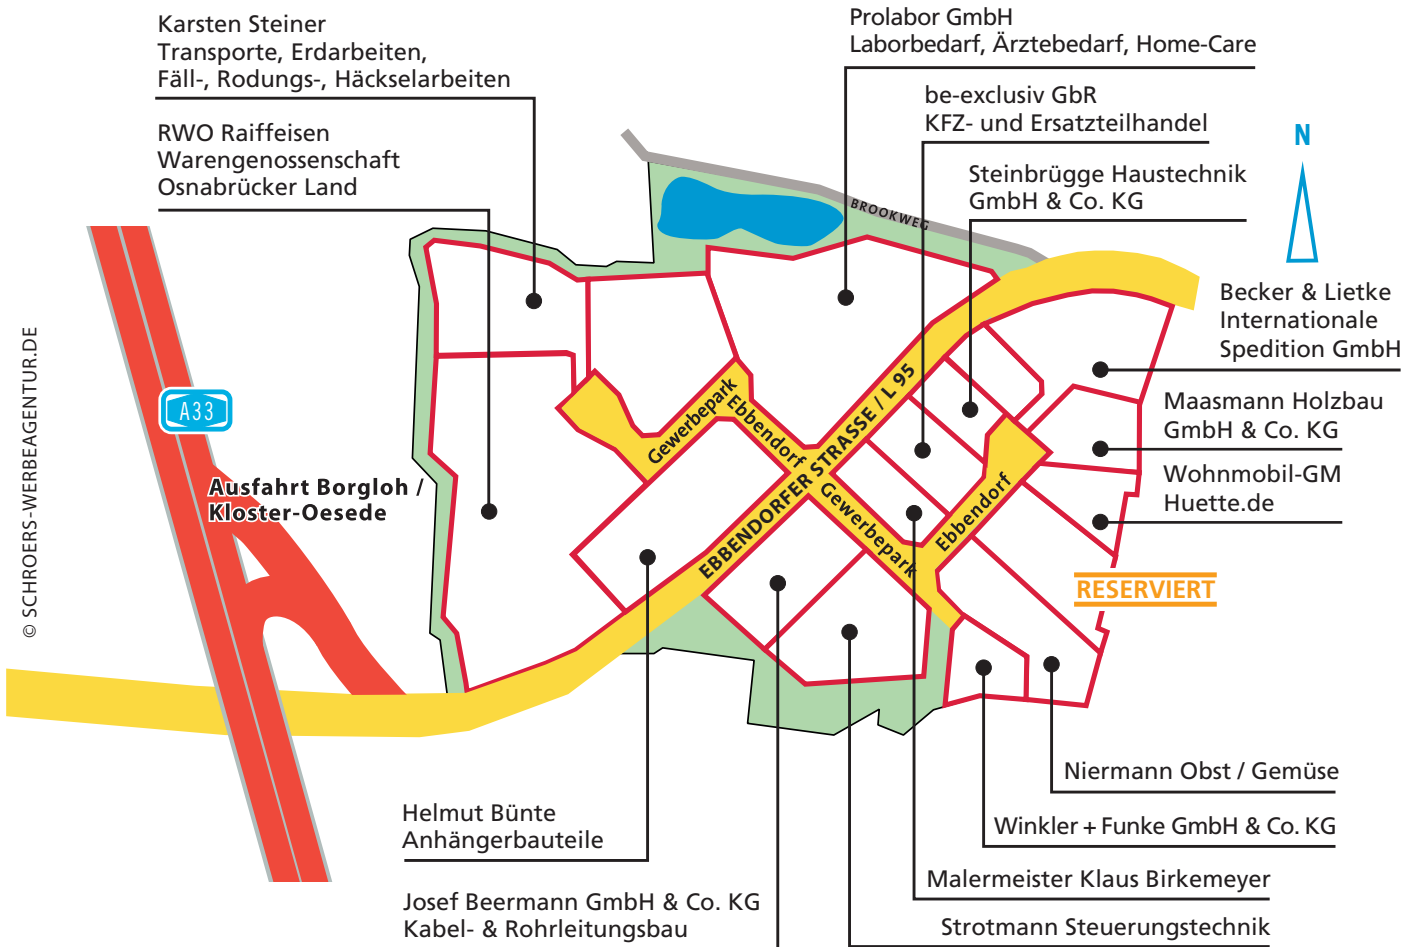 Karsten Steiner
Transporte, Erdarbeiten,
Fäll-, Rodungs-, Häckselarbeiten
RWO Raiffeisen
Warengenossenschaft
Osnabrücker Land
Prolabor GmbH
Laborbedarf, Ärztebedarf, Home-Care
be-exclusiv GbR
KFZ- und Ersatzteilhandel
Steinbrügge Haustechnik
GmbH & Co. KG
N
BROOKWEG
Becker & Lietke
Internationale
Spedition GmbH
Maasmann Holzbau
GmbH & Co. KG
Wohnmobil-GM
Huette.de
RESERVIERT
© SCHROERS-WERBEAGENTUR.DE
A33
Ausfahrt Borgloh /
Kloster-Oesede
Gewerbepark
Ebbendorf
EBBENDORFER STRASSE / L 95
Gewerbepark
Ebbendorf
Niermann Obst / Gemüse
Winkler + Funke GmbH & Co. KG
Malermeister Klaus Birkemeyer
Strotmann Steuerungstechnik
Helmut Bünte
Anhängerbauteile
Josef Beermann GmbH & Co. KG
Kabel- & Rohrleitungsbau